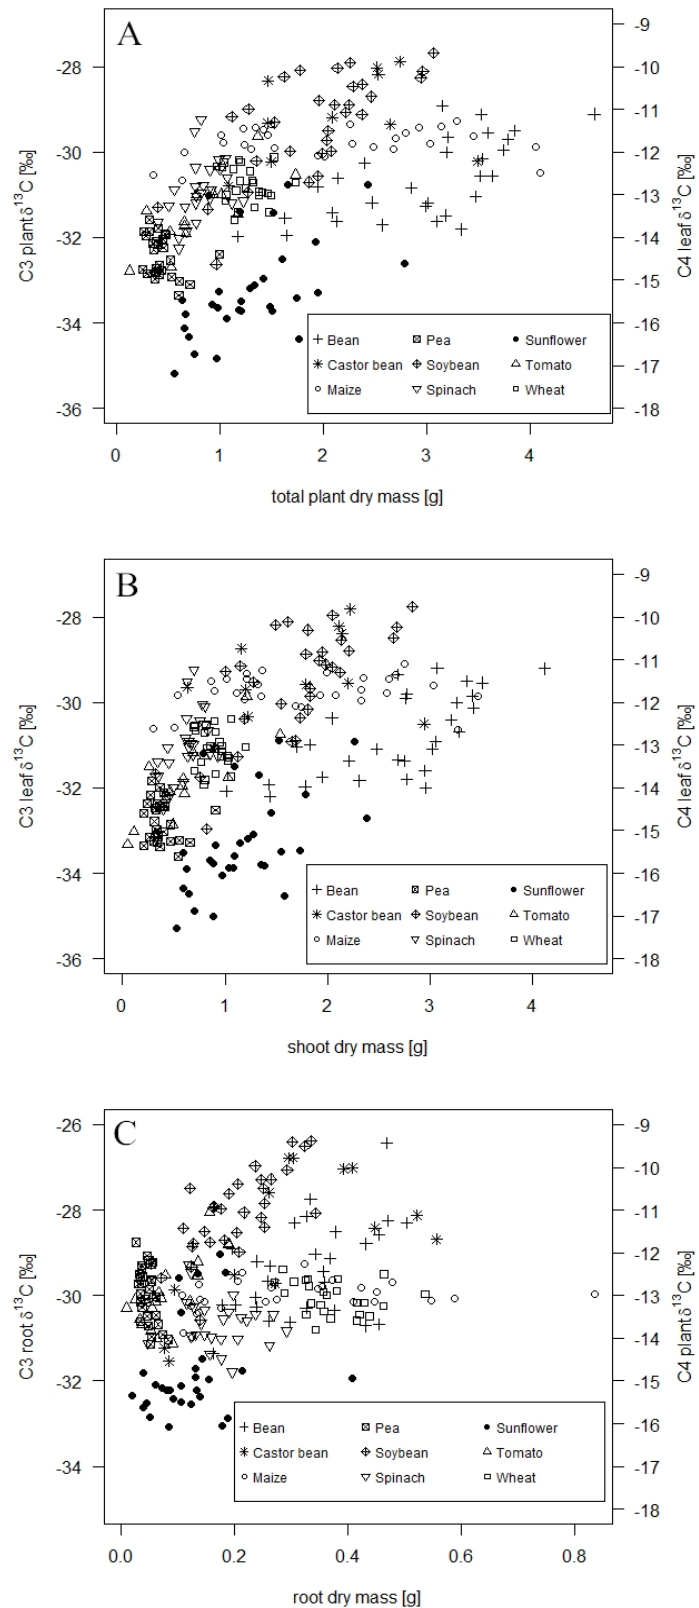 A
-28
-30
-32
-34
-36
C3 plant δ¹³C [‰]
-9
-10
-11
-12
-13
-14
-15
-16
-17
-18
C4 leaf δ¹³C [‰]
Bean Pea Sunflower
Castor bean Soybean Tomato
Maize Spinach Wheat
0 1 2 3 4
total plant dry mass [g]
B
-28
-30
-32
-34
-36
C3 leaf δ¹³C [‰]
-9
-10
-11
-12
-13
-14
-15
-16
-17
-18
C4 leaf δ¹³C [‰]
Bean Pea Sunflower
Castor bean Soybean Tomato
Maize Spinach Wheat
0 1 2 3 4
shoot dry mass [g]
C
-26
-28
-30
-32
-34
C3 root δ¹³C [‰]
-9
-10
-11
-12
-13
-14
-15
-16
-17
-18
C4 plant δ¹³C [‰]
Bean Pea Sunflower
Castor bean Soybean Tomato
Maize Spinach Wheat
0.0 0.2 0.4 0.6 0.8
root dry mass [g]